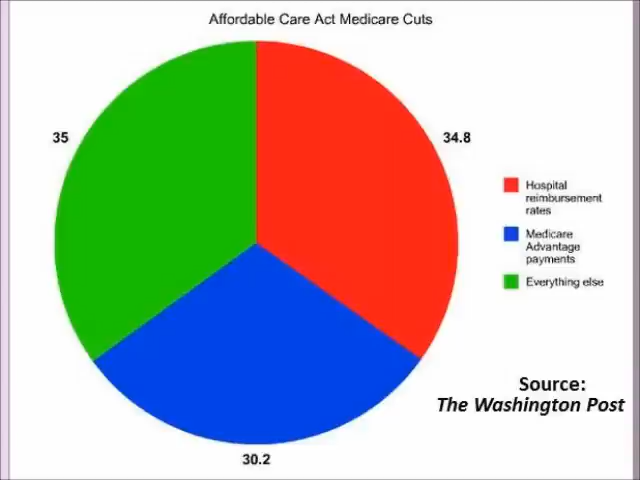 Affordable Care Act Medicare Cuts
35
34.8
Hospital
reimbursement
rates
Medicare
Advantage
payments
Everything else
Source:
The Washington Post
30.2